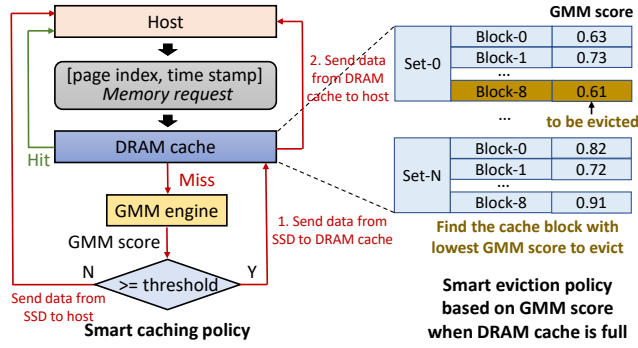 Host
[page index, time stamp]
Memory request
2. Send data
from DRAM
cache to host
DRAM cache
Hit
Miss
GMM engine
1. Send data from
SSD to DRAM cache
GMM score
N
>= threshold
Y
Send data from
SSD to host
Smart caching policy
GMM score
Set-0
Block-0
0.63
Block-1
0.73
...
Block-8
0.61
to be evicted
...
Set-N
Block-0
0.82
Block-1
0.72
...
Block-8
0.91
Find the cache block with
lowest GMM score to evict
Smart eviction policy
based on GMM score
when DRAM cache is full